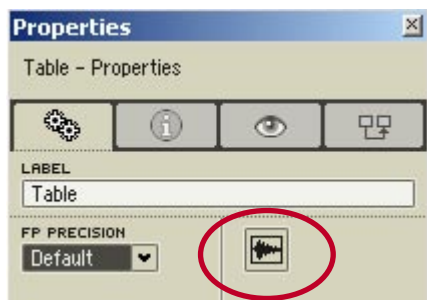 Properties
Table – Properties
LABEL
Table
FP PRECISION
Default